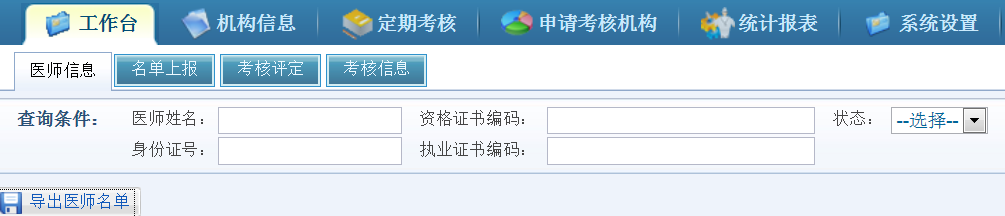 工作台 机构信息 定期考核 申请考核机构 统计报表 系统设置
医师信息 名单上报 考核评定 考核信息
查询条件： 医师姓名： 资格证书编码： 状态： --选择--
身份证号： 执业证书编码：
导出医师名单